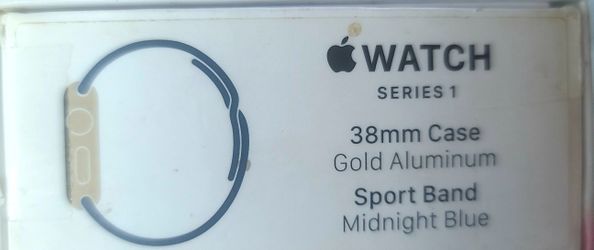 WATCH
SERIES 1
38mm Case
Gold Aluminum
Sport Band
Midnight Blue